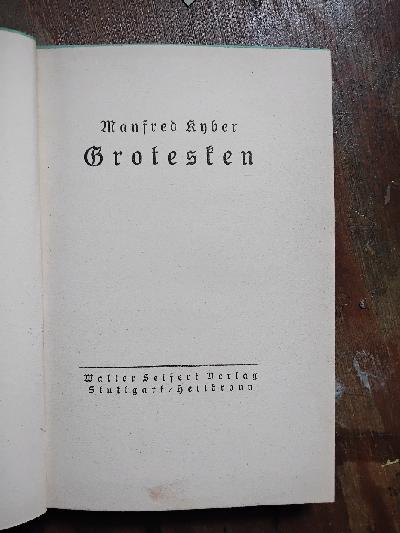 Manfred Kyber
Grotesken
Walter Seifert Verlag
Stuttgart/Heilbronn